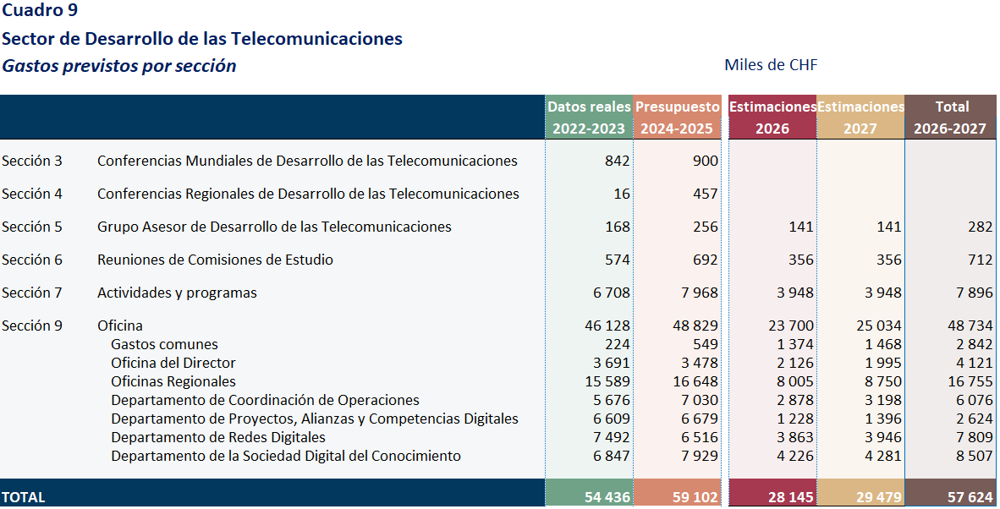 Cuadro 9
Sector de Desarrollo de las Telecomunicaciones
Gastos previstos por sección Miles de CHF
Datos reales Presupuesto Estimaciones Estimaciones Total
2022-2023 2024-2025 2026 2027 2026-2027
Sección 3 Conferencias Mundiales de Desarrollo de las Telecomunicaciones 842 900
Sección 4 Conferencias Regionales de Desarrollo de las Telecomunicaciones 16 457
Sección 5 Grupo Asesor de Desarrollo de las Telecomunicaciones 168 256 141 141 282
Sección 6 Reuniones de Comisiones de Estudio 574 692 356 356 712
Sección 7 Actividades y programas 6 708 7 968 3 948 3 948 7 896
Sección 9 Oficina 46 128 48 829 23 700 25 034 48 734
Gastos comunes 224 549 1 374 1 468 2 842
Oficina del Director 3 691 3 478 2 126 1 995 4 121
Oficinas Regionales 15 589 16 648 8 005 8 750 16 755
Departamento de Coordinación de Operaciones 5 676 7 030 2 878 3 198 6 076
Departamento de Proyectos, Alianzas y Competencias Digitales 6 609 6 679 1 228 1 396 2 624
Departamento de Redes Digitales 7 492 6 516 3 863 3 946 7 809
Departamento de la Sociedad Digital del Conocimiento 6 847 7 929 4 226 4 281 8 507
TOTAL 54 436 59 102 28 145 29 479 57 624